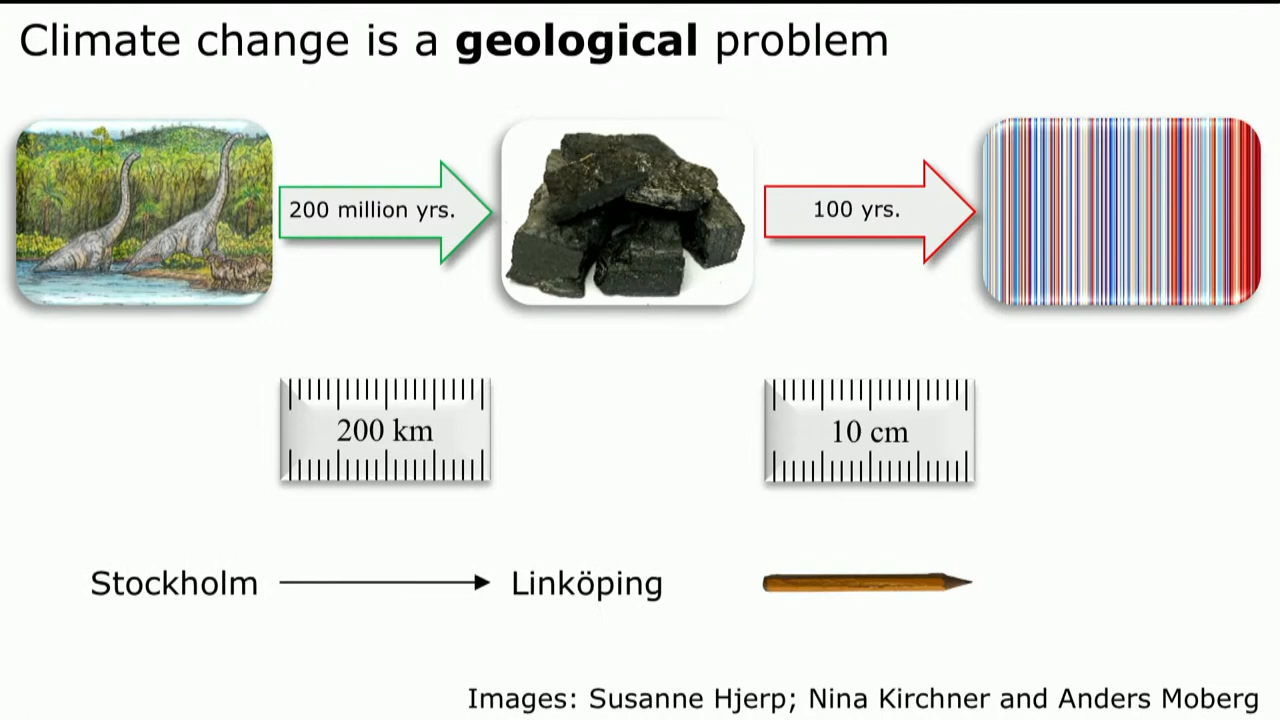 Climate change is a geological problem
200 million yrs.
100 yrs.
200 km
10 cm
Stockholm
Linköping
Images: Susanne Hjerp; Nina Kirchner and Anders Moberg